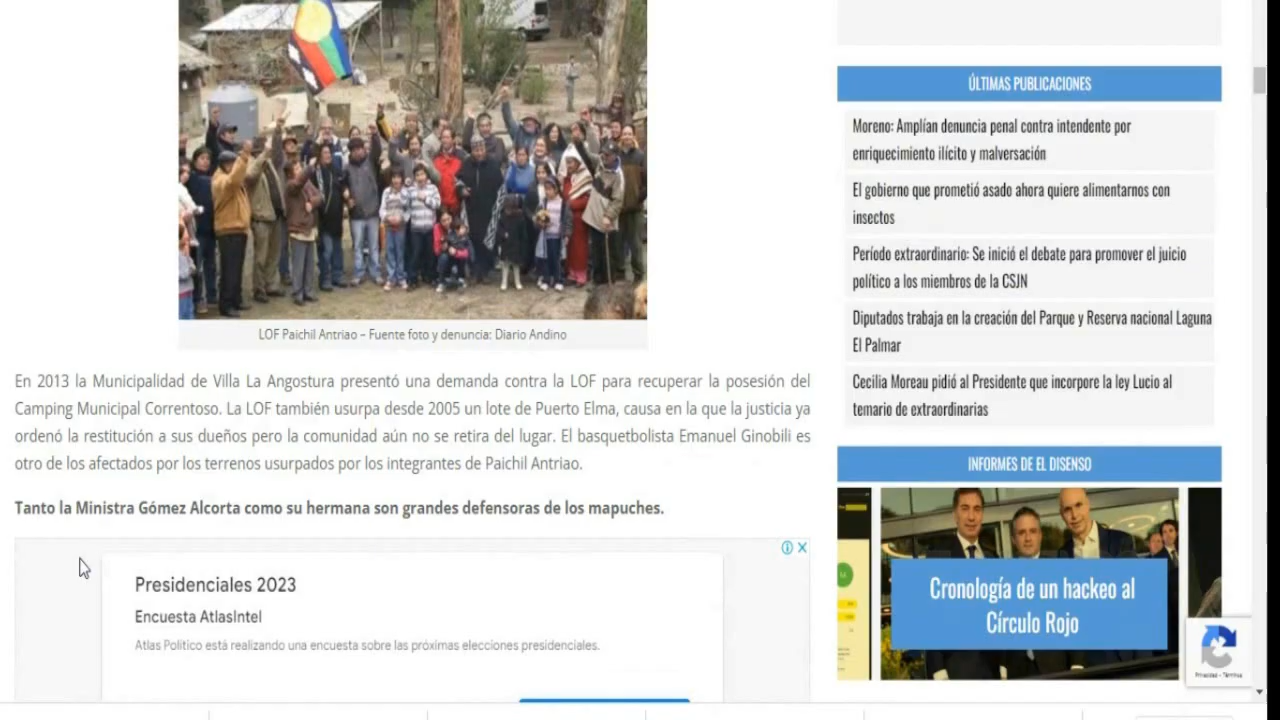 LOF Paichil Antriao – Fuente foto y denuncia: Diario Andino
En 2013 la Municipalidad de Villa La Angostura presentó una demanda contra la LOF para recuperar la posesión del
Camping Municipal Correntoso. La LOF también usurpa desde 2005 un lote de Puerto Elma, causa en la que la justicia ya
ordenó la restitución a sus dueños pero la comunidad aún no se retira del lugar. El basquetbolista Emanuel Ginobili es
otro de los afectados por los terrenos usurpados por los integrantes de Paichil Antriao.
Tanto la Ministra Gómez Alcorta como su hermana son grandes defensoras de los mapuches.
Presidenciales 2023
Encuesta AtlasIntel
Atlas Político está realizando una encuesta sobre las próximas elecciones presidenciales.
ÚLTIMAS PUBLICACIONES
Moreno: Amplían denuncia penal contra intendente por
enriquecimiento ilícito y malversación
El gobierno que prometió asado ahora quiere alimentarnos con
insectos
Período extraordinario: Se inició el debate para promover el juicio
político a los miembros de la CSJN
Diputados trabaja en la creación del Parque y Reserva nacional Laguna
El Palmar
Cecilia Moreau pidió al Presidente que incorpore la ley Lucio al
temario de extraordinarias
INFORMES DE EL DISENSO
Cronología de un hackeo al
Círculo Rojo
Privacidad - Términos